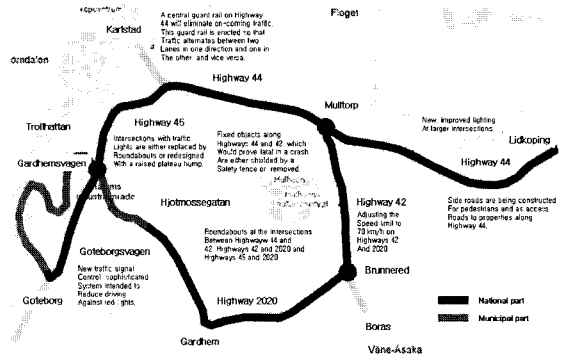 Karlstad
A central guard rail on Highway
44 will eliminate on-coming traffic.
This guard rail is erected so that
Traffic alternates between two
Lanes in one direction and one in
The other and vice versa.
Floget
Highway 44
Highway 45
Trollhattan
Intersections with traffic
Lights are either replaced by
Roundabouts or redesigned
With a raised plateau hump.
Fixed objects along
Highways 44 and 42 which
Would prove fatal in a crash
Are either shielded by a
Safety fence or removed.
Mulltorp
New, improved lighting
At larger intersections.
Lidkoping
Highway 44
Gardhemsvagen
Hjotmossegatan
Highway 42
Adjusting the
Speed limit to
70 km/h on
Highways 42
And 2020
Side roads are being constructed
For pedestrians and as access
Roads to properties along
Highway 44.
Roundabouts at the intersections
Between Highways 44 and
42, Highways 42 and 2020 and
Highways 45 and 2020
Goteborgsvagen
New traffic signal
Control, sophisticated
System intended to
Reduce driving
Against red lights.
Goteborg
Highway 2020
Gardhem
Brunnered
Boras
Väne-Åsaka
National part
Municipal part